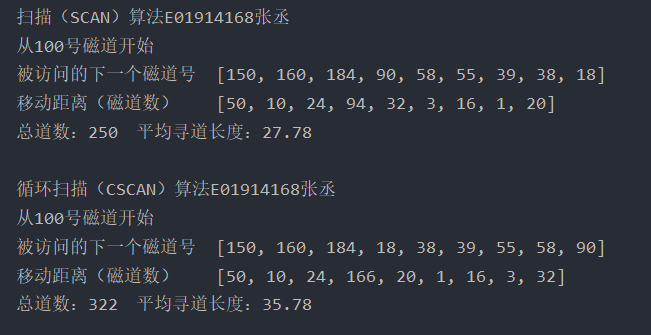 扫描（SCAN）算法E01914168张丞
从100号磁道开始
被访问的下一个磁道号  [150, 160, 184, 90, 58, 55, 39, 38, 18]
移动距离（磁道数）    [50, 10, 24, 94, 32, 3, 16, 1, 20]
总道数：250  平均寻道长度：27.78
循环扫描（CSCAN）算法E01914168张丞
从100号磁道开始
被访问的下一个磁道号  [150, 160, 184, 18, 38, 39, 55, 58, 90]
移动距离（磁道数）    [50, 10, 24, 166, 20, 1, 16, 3, 32]
总道数：322  平均寻道长度：35.78